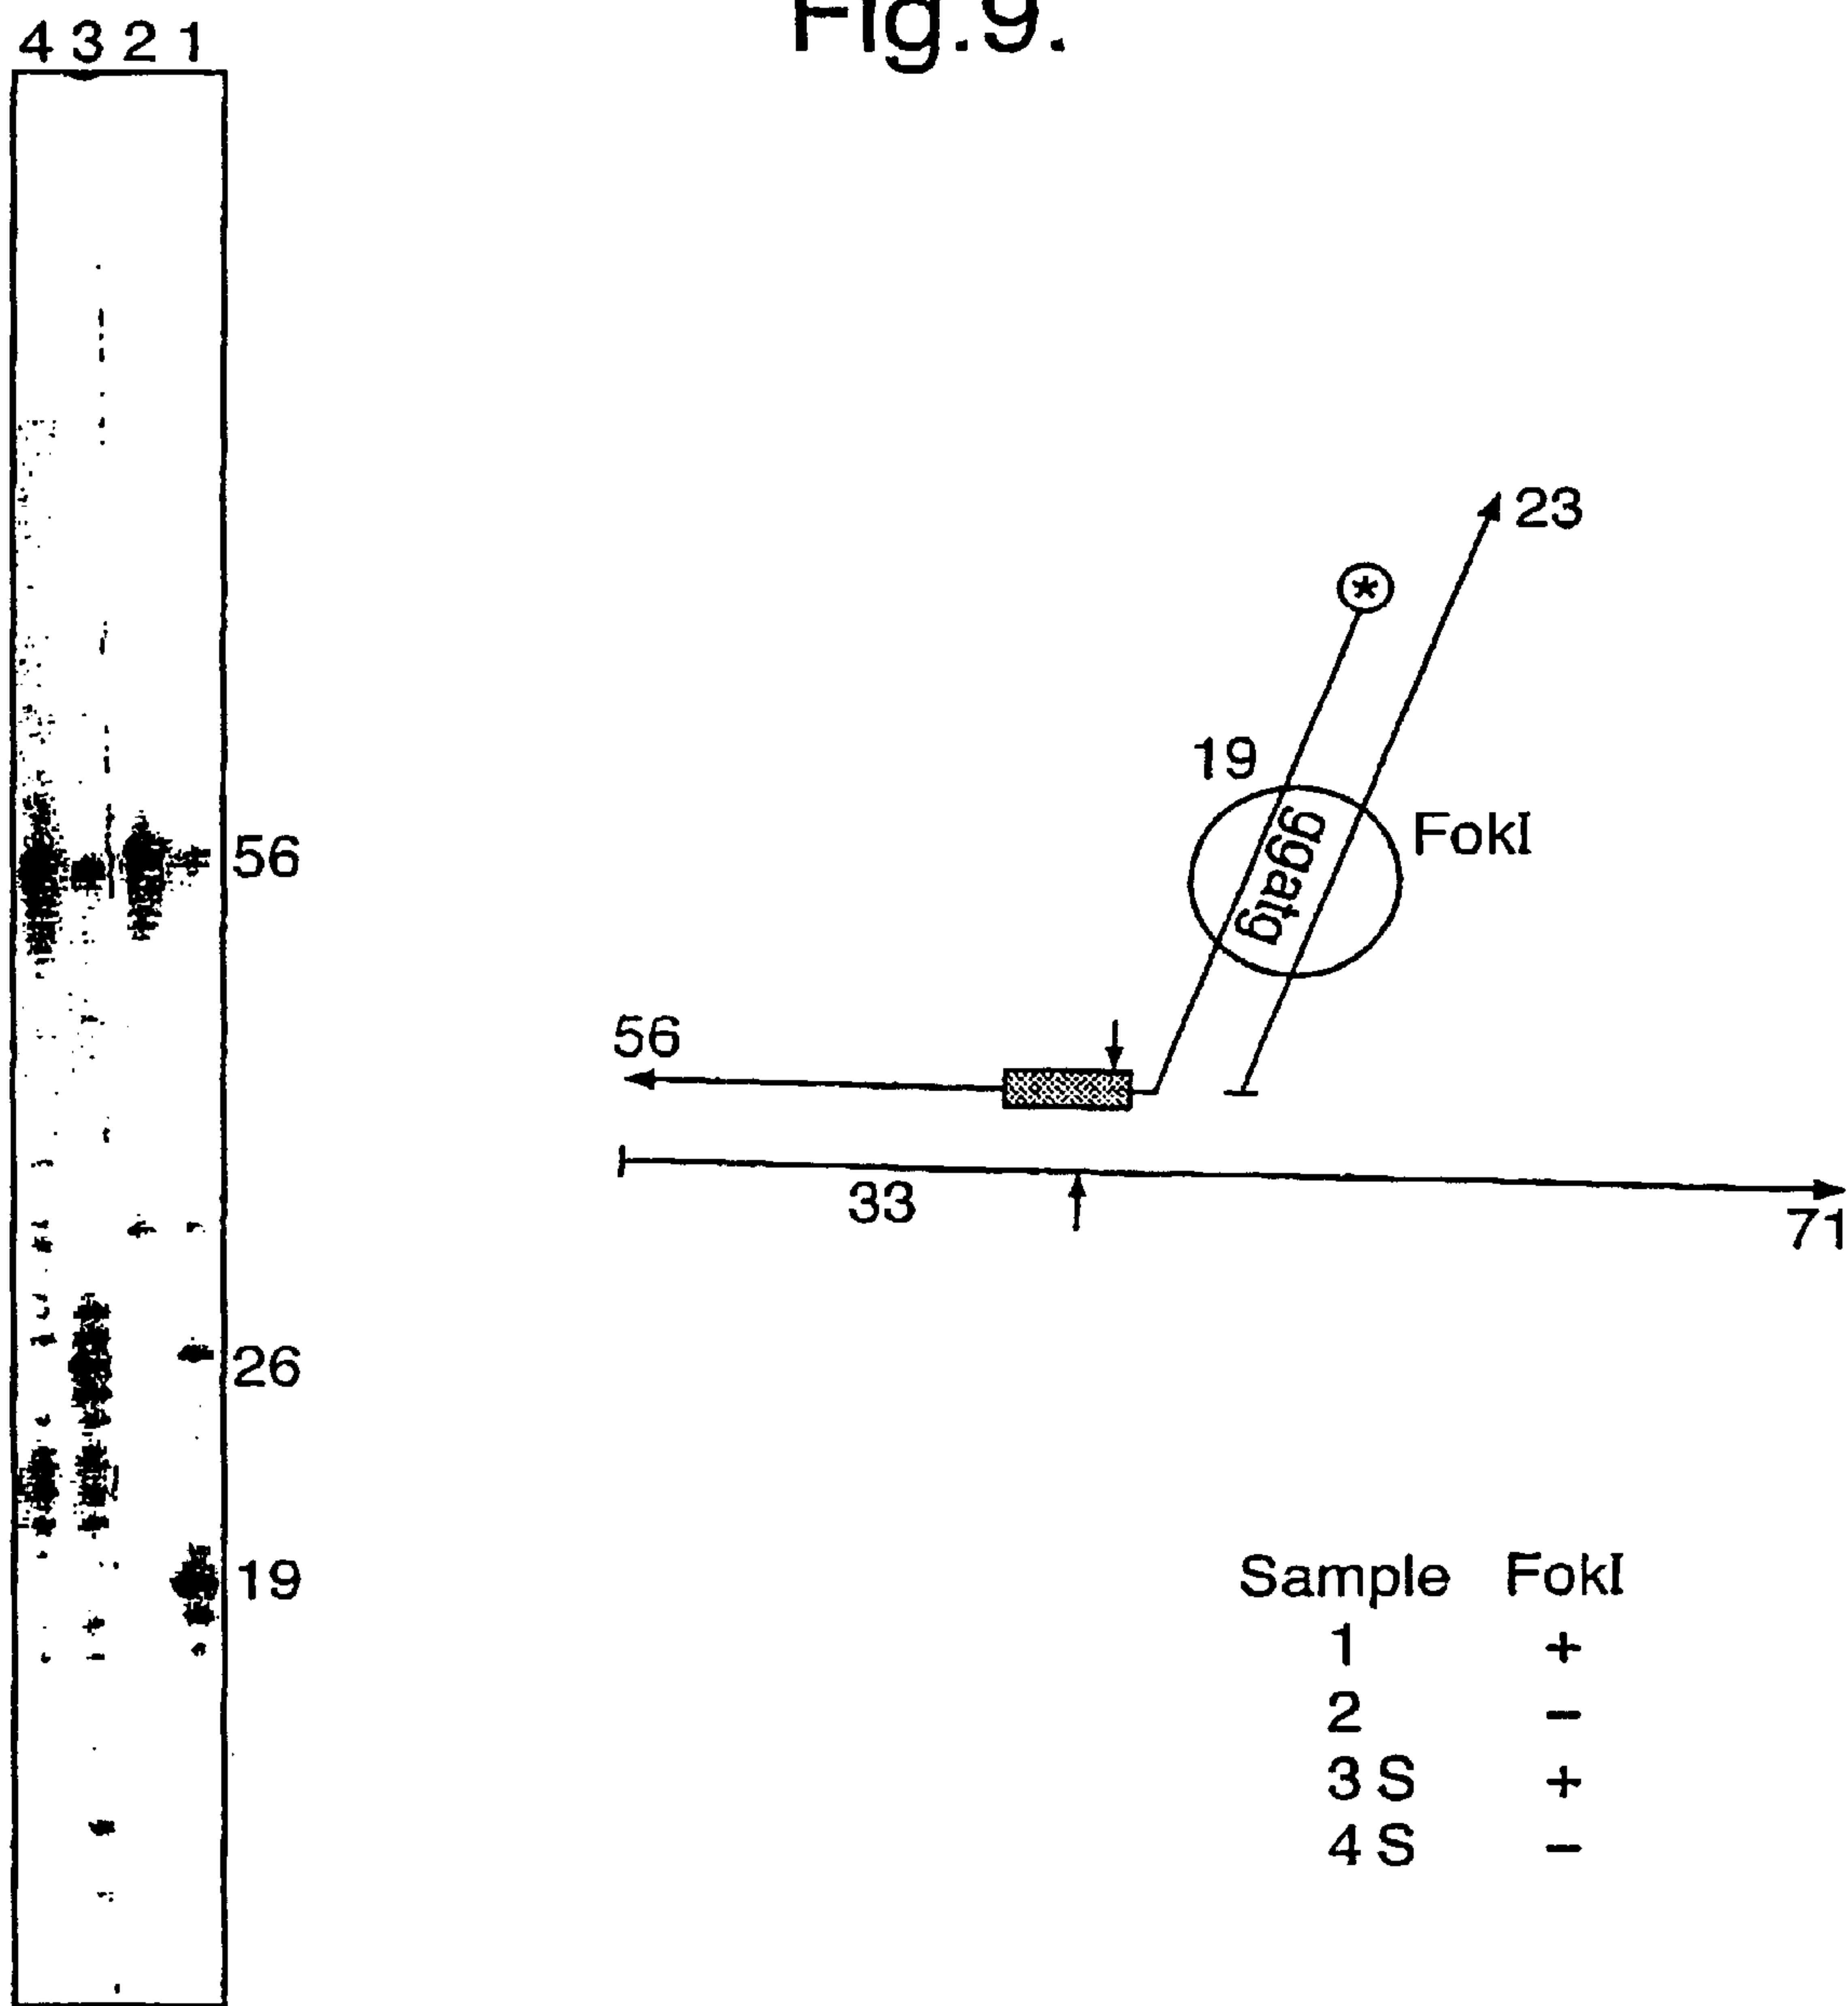 Fig.9.
4 3 2 1
56
26
19
23
*
19
FokI
ggatg
56
33
71
Sample FokI
1 +
2 −
3 S +
4 S −